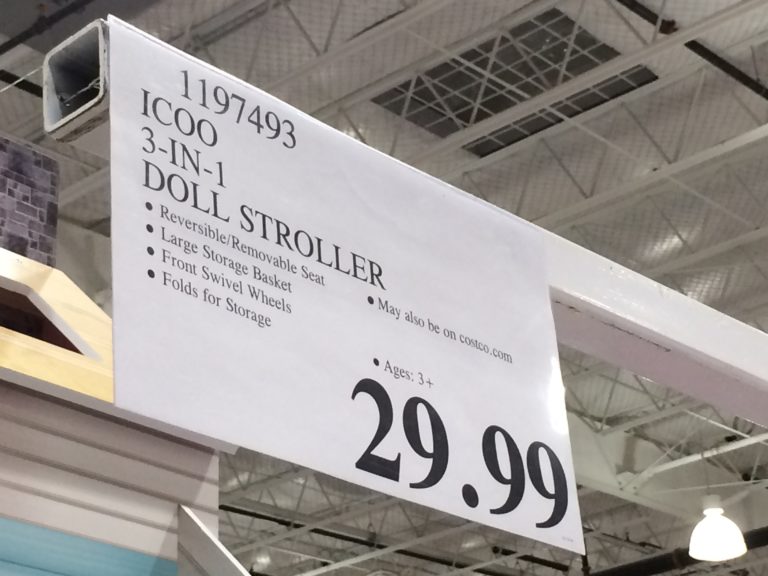 1197493
ICOO
3-IN-1
DOLL STROLLER
• Reversible/Removable Seat
• Large Storage Basket
• Front Swivel Wheels
• Folds for Storage
• May also be on costco.com
• Ages: 3+
29.99